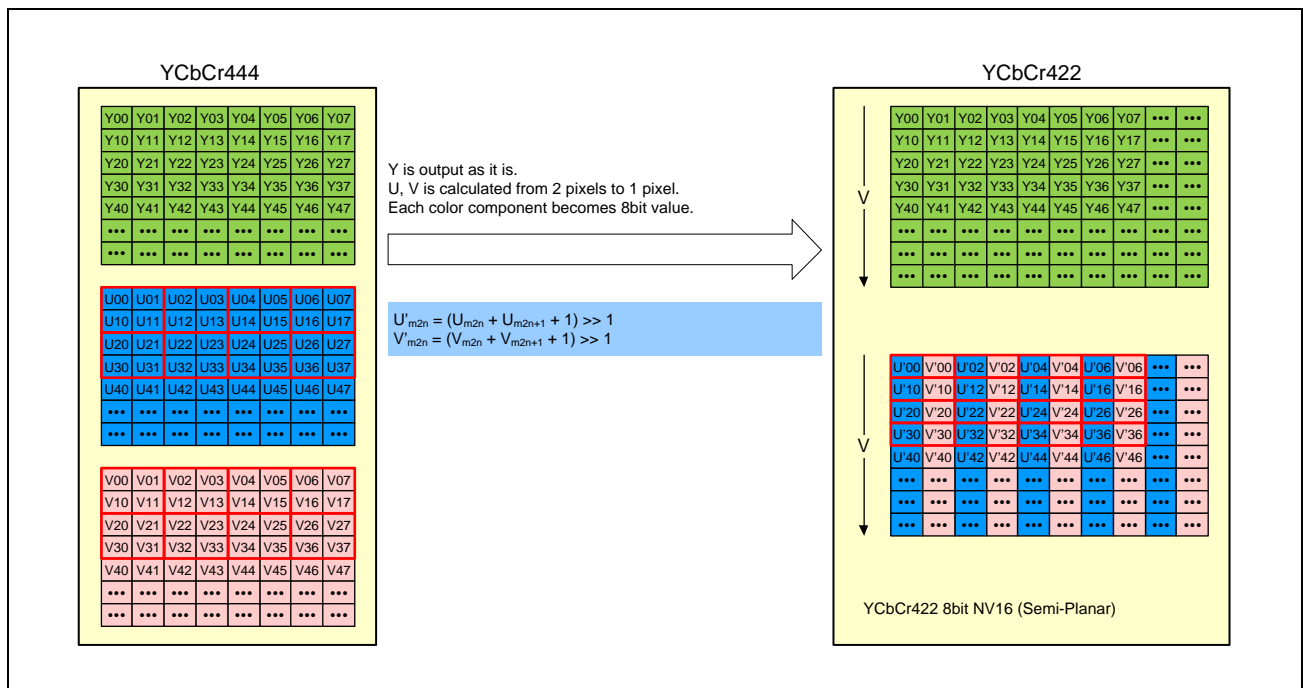 YCbCr444
Y00 Y01 Y02 Y03 Y04 Y05 Y06 Y07
Y10 Y11 Y12 Y13 Y14 Y15 Y16 Y17
Y20 Y21 Y22 Y23 Y24 Y25 Y26 Y27
Y30 Y31 Y32 Y33 Y34 Y35 Y36 Y37
Y40 Y41 Y42 Y43 Y44 Y45 Y46 Y47
••• ••• ••• ••• ••• ••• ••• •••
••• ••• ••• ••• ••• ••• ••• •••
U00 U01 U02 U03 U04 U05 U06 U07
U10 U11 U12 U13 U14 U15 U16 U17
U20 U21 U22 U23 U24 U25 U26 U27
U30 U31 U32 U33 U34 U35 U36 U37
U40 U41 U42 U43 U44 U45 U46 U47
••• ••• ••• ••• ••• ••• ••• •••
••• ••• ••• ••• ••• ••• ••• •••
V00 V01 V02 V03 V04 V05 V06 V07
V10 V11 V12 V13 V14 V15 V16 V17
V20 V21 V22 V23 V24 V25 V26 V27
V30 V31 V32 V33 V34 V35 V36 V37
V40 V41 V42 V43 V44 V45 V46 V47
••• ••• ••• ••• ••• ••• ••• •••
••• ••• ••• ••• ••• ••• ••• •••
Y is output as it is.
U, V is calculated from 2 pixels to 1 pixel.
Each color component becomes 8bit value.
U'm2n = (Um2n + Um2n+1 + 1) >> 1
V'm2n = (Vm2n + Vm2n+1 + 1) >> 1
YCbCr422
V
Y00 Y01 Y02 Y03 Y04 Y05 Y06 Y07 ••• •••
Y10 Y11 Y12 Y13 Y14 Y15 Y16 Y17 ••• •••
Y20 Y21 Y22 Y23 Y24 Y25 Y26 Y27 ••• •••
Y30 Y31 Y32 Y33 Y34 Y35 Y36 Y37 ••• •••
Y40 Y41 Y42 Y43 Y44 Y45 Y46 Y47 ••• •••
••• ••• ••• ••• ••• ••• ••• ••• ••• •••
••• ••• ••• ••• ••• ••• ••• ••• ••• •••
••• ••• ••• ••• ••• ••• ••• ••• ••• •••
V
U'00 V'00 U'02 V'02 U'04 V'04 U'06 V'06 ••• •••
U'10 V'10 U'12 V'12 U'14 V'14 U'16 V'16 ••• •••
U'20 V'20 U'22 V'22 U'24 V'24 U'26 V'26 ••• •••
U'30 V'30 U'32 V'32 U'34 V'34 U'36 V'36 ••• •••
U'40 V'40 U'42 V'42 U'44 V'44 U'46 V'46 ••• •••
••• ••• ••• ••• ••• ••• ••• ••• ••• •••
••• ••• ••• ••• ••• ••• ••• ••• ••• •••
••• ••• ••• ••• ••• ••• ••• ••• ••• •••
YCbCr422 8bit NV16 (Semi-Planar)